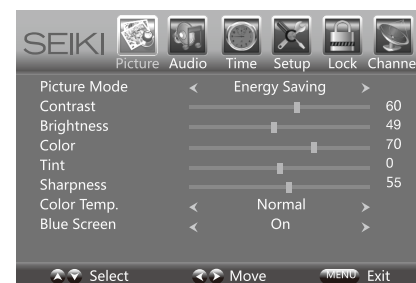 SEIKI
Picture Audio Time Setup Lock Channe
Picture Mode Energy Saving
Contrast 60
Brightness 49
Color 70
Tint 0
Sharpness 55
Color Temp. Normal
Blue Screen On
Select Move MENU Exit